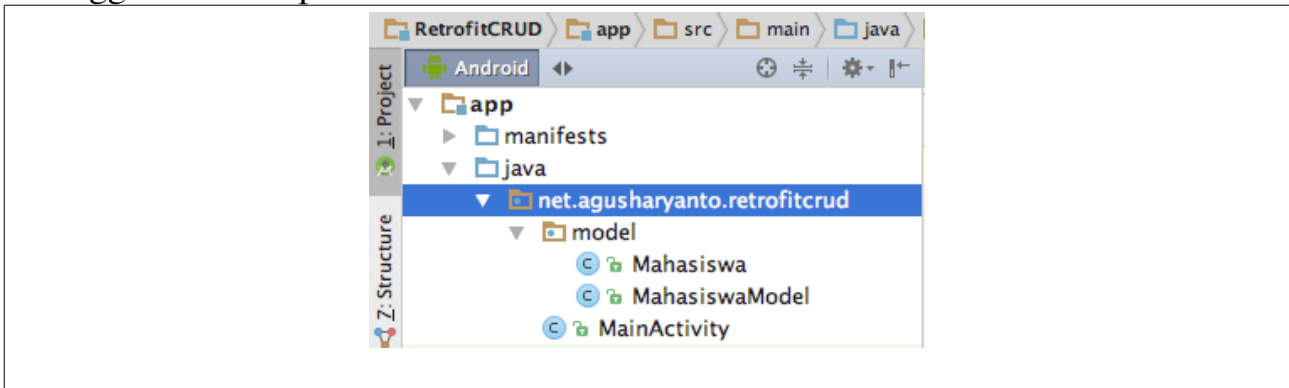 RetrofitCRUD app src main java
Android
1: Project
app
manifests
java
net.agusharyanto.retrofitcrud
Z: Structure
model
C Mahasiswa
C MahasiswaModel
C MainActivity